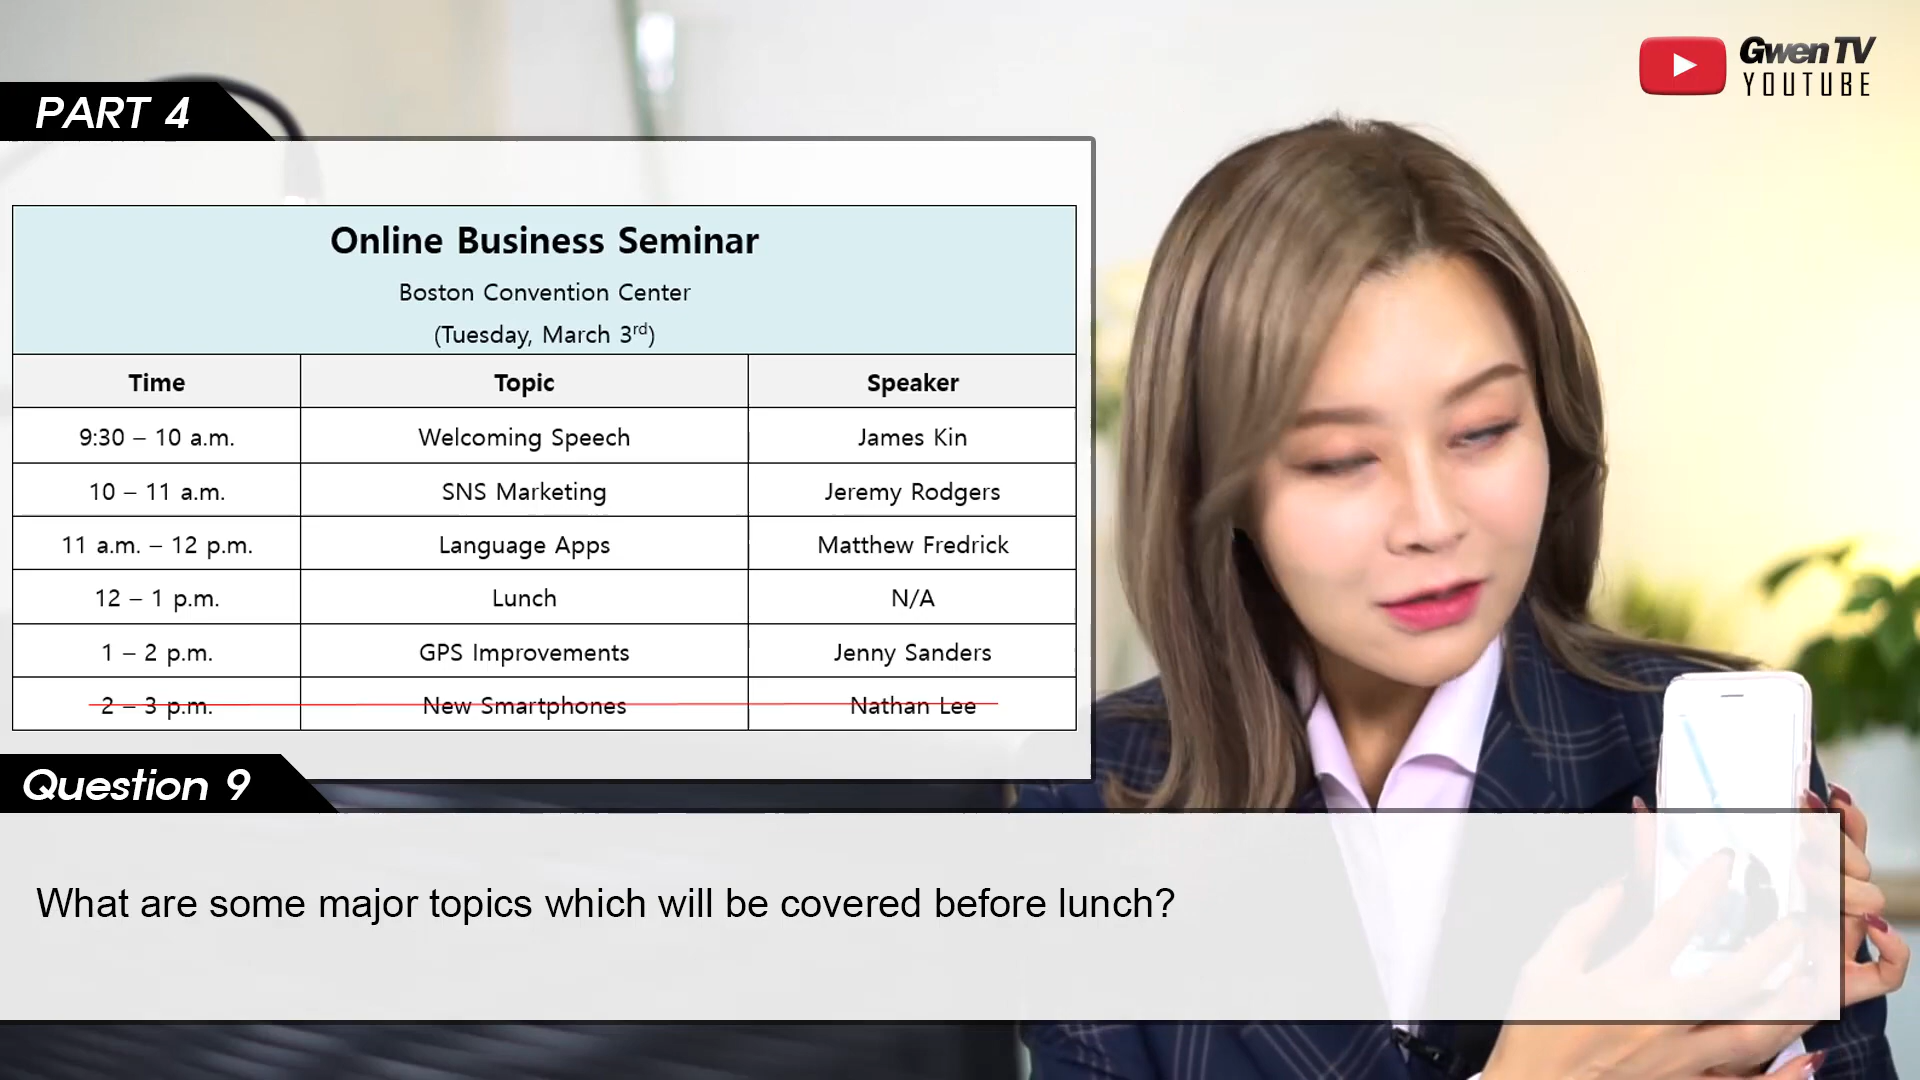 Gwen TV
YOUTUBE
PART 4
Online Business Seminar
Boston Convention Center
(Tuesday, March 3rd)
Time Topic Speaker
9:30 – 10 a.m. Welcoming Speech James Kin
10 – 11 a.m. SNS Marketing Jeremy Rodgers
11 a.m. – 12 p.m. Language Apps Matthew Fredrick
12 – 1 p.m. Lunch N/A
1 – 2 p.m. GPS Improvements Jenny Sanders
2 – 3 p.m. New Smartphones Nathan Lee
Question 9
What are some major topics which will be covered before lunch?